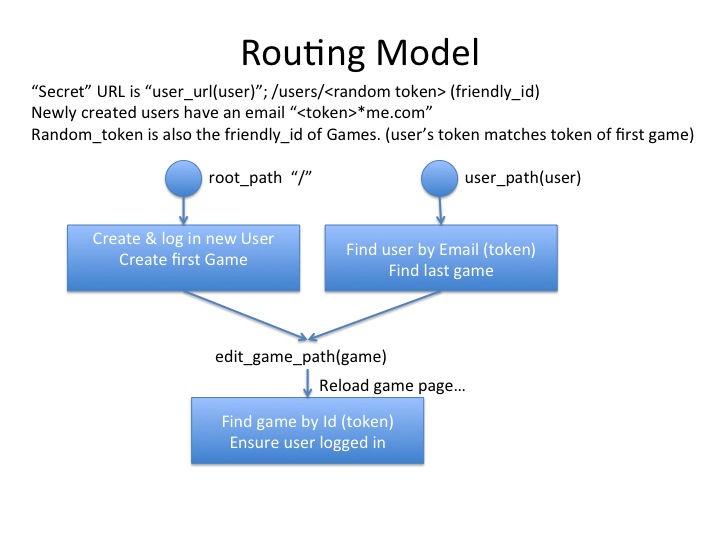 Routing Model
“Secret” URL is “user_url(user)”; /users/<random token> (friendly_id)
Newly created users have an email “<token>*me.com”
Random_token is also the friendly_id of Games. (user’s token matches token of first game)
root_path “/”
user_path(user)
Create & log in new User
Create first Game
Find user by Email (token)
Find last game
edit_game_path(game)
Reload game page…
Find game by Id (token)
Ensure user logged in